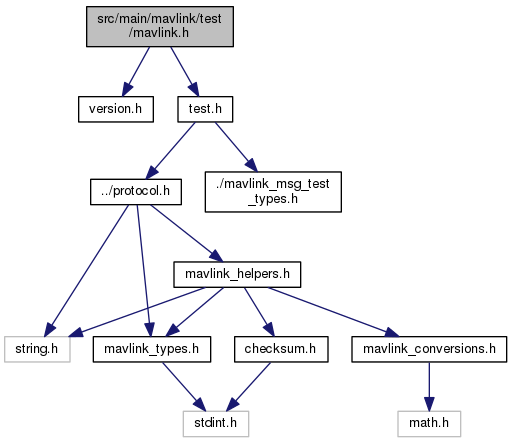 src/main/mavlink/test
/mavlink.h
version.h
test.h
../protocol.h
./mavlink_msg_test
_types.h
mavlink_helpers.h
string.h
mavlink_types.h
checksum.h
mavlink_conversions.h
stdint.h
math.h